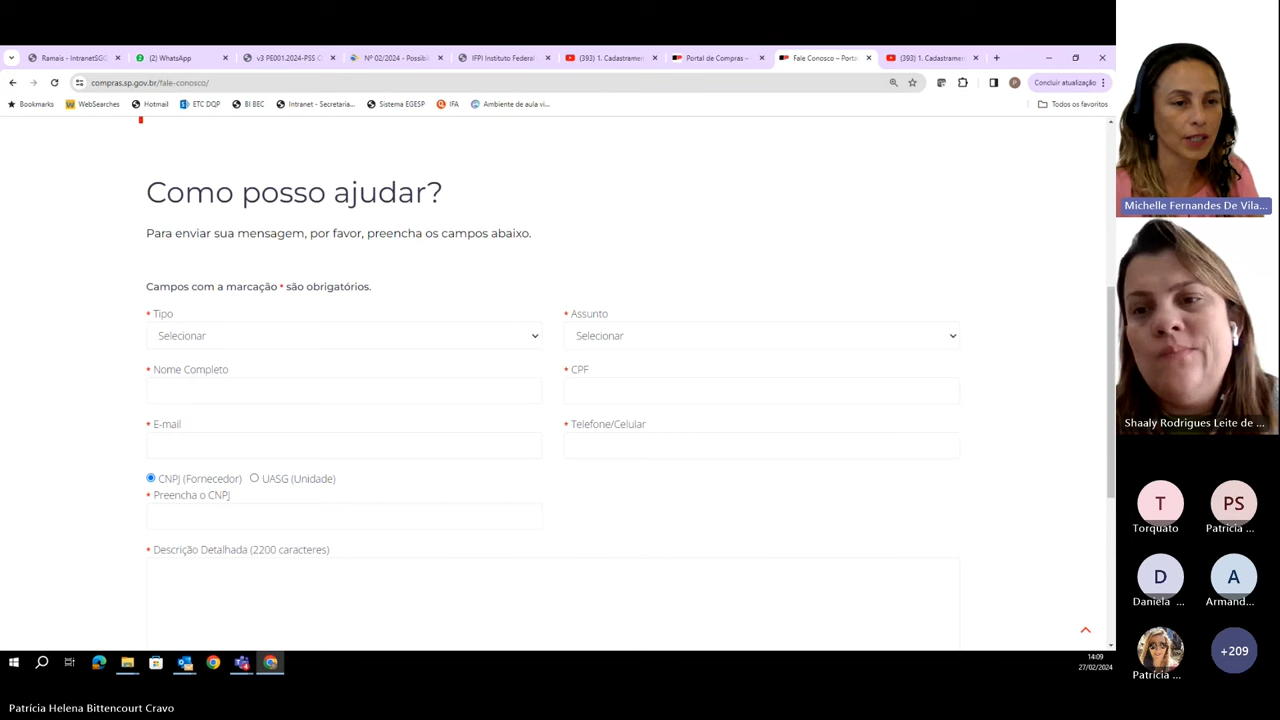 Ramais - IntranetSGG
(2) WhatsApp
v3 PE001.2024-PSS C
Nº 02/2024 - Possibili
IFPI Instituto Federal
(393) 1. Cadastramen
Portal de Compras –
Fale Conosco – Portal
(393) 1. Cadastramen
compras.sp.gov.br/fale-conosco/
Concluir atualização
Bookmarks
WebSearches
Hotmail
ETC DQP
BI BEC
Intranet - Secretaria...
Sistema EGESP
IFA
Ambiente de aula vi...
Todos os favoritos
Como posso ajudar?
Para enviar sua mensagem, por favor, preencha os campos abaixo.
Campos com a marcação * são obrigatórios.
* Tipo
* Assunto
Selecionar
Selecionar
* Nome Completo
* CPF
* E-mail
* Telefone/Celular
CNPJ (Fornecedor) UASG (Unidade)
* Preencha o CNPJ
* Descrição Detalhada (2200 caracteres)
14:09
27/02/2024
Patrícia Helena Bittencourt Cravo
Michelle Fernandes De Vila...
Shaaly Rodrigues Leite de ...
T
Torquato
PS
Patricia ...
D
Daniela ...
A
Armand...
Patrícia ...
+209